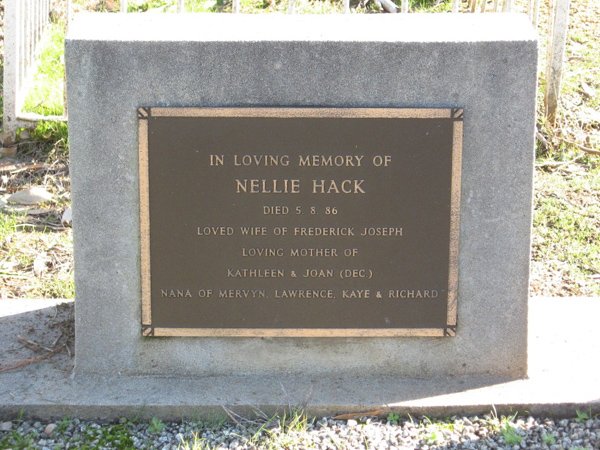 IN LOVING MEMORY OF
NELLIE HACK
DIED 5 8 86
LOVED WIFE OF FREDERICK JOSEPH
LOVING MOTHER OF
KATHLEEN & JOAN (DEC.)
NANA OF MERVYN, LAWRENCE, KAYE & RICHARD